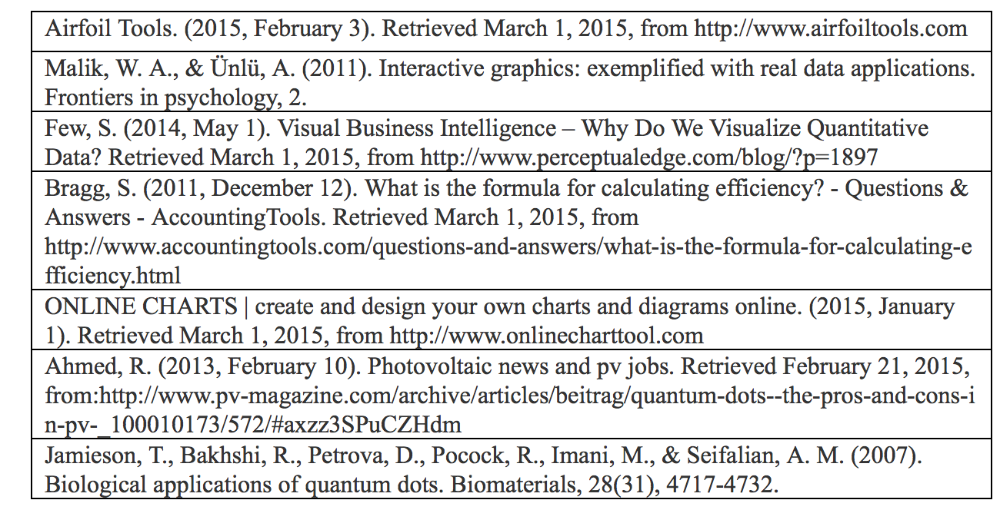 Airfoil Tools. (2015, February 3). Retrieved March 1, 2015, from http://www.airfoiltools.com
Malik, W. A., & Ünlü, A. (2011). Interactive graphics: exemplified with real data applications.
Frontiers in psychology, 2.
Few, S. (2014, May 1). Visual Business Intelligence – Why Do We Visualize Quantitative
Data? Retrieved March 1, 2015, from http://www.perceptualedge.com/blog/?p=1897
Bragg, S. (2011, December 12). What is the formula for calculating efficiency? - Questions &
Answers - AccountingTools. Retrieved March 1, 2015, from
http://www.accountingtools.com/questions-and-answers/what-is-the-formula-for-calculating-e
fficiency.html
ONLINE CHARTS | create and design your own charts and diagrams online. (2015, January
1). Retrieved March 1, 2015, from http://www.onlinecharttool.com
Ahmed, R. (2013, February 10). Photovoltaic news and pv jobs. Retrieved February 21, 2015,
from:http://www.pv-magazine.com/archive/articles/beitrag/quantum-dots--the-pros-and-cons-i
n-pv-_100010173/572/#axzz3SPuCZHdm
Jamieson, T., Bakhshi, R., Petrova, D., Pocock, R., Imani, M., & Seifalian, A. M. (2007).
Biological applications of quantum dots. Biomaterials, 28(31), 4717-4732.